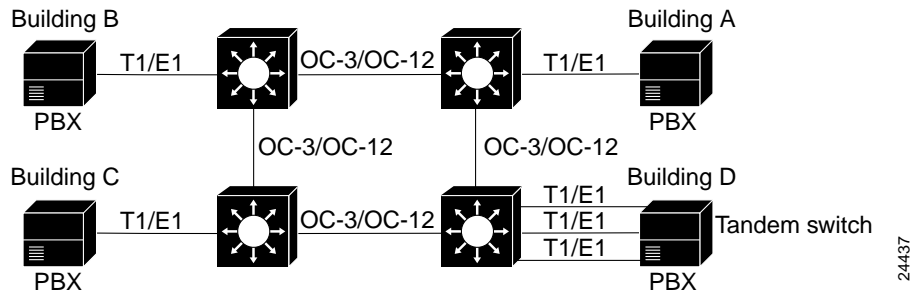 Building B
Building A
T1/E1
OC-3/OC-12
T1/E1
PBX
PBX
OC-3/OC-12
OC-3/OC-12
Building C
Building D
T1/E1
OC-3/OC-12
T1/E1
T1/E1
T1/E1
Tandem switch
PBX
PBX
24437